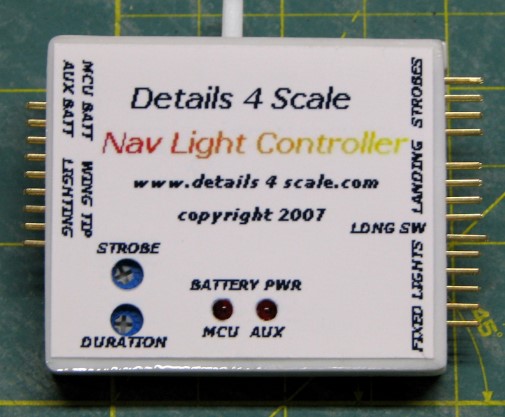 Details 4 Scale
Nav Light Controller
www.details 4 scale.com
copyright 2007
MCU BATT
AUX BATT
WING TIP
LIGHTING
STROBES
LANDING
LDNG SW
FIXED LIGHTS
STROBE
DURATION
BATTERY PWR
MCU AUX
45°